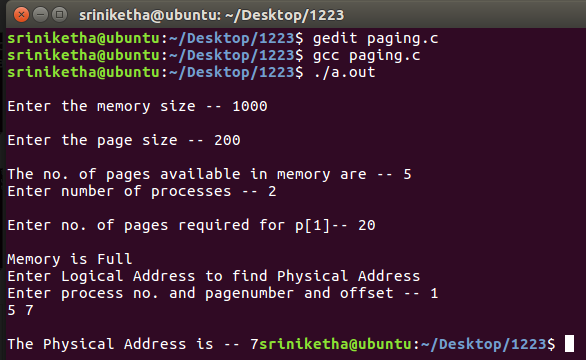 sriniketha@ubuntu: ~/Desktop/1223
sriniketha@ubuntu:~/Desktop/1223$ gedit paging.c
sriniketha@ubuntu:~/Desktop/1223$ gcc paging.c
sriniketha@ubuntu:~/Desktop/1223$ ./a.out
Enter the memory size -- 1000
Enter the page size -- 200
The no. of pages available in memory are -- 5
Enter number of processes -- 2
Enter no. of pages required for p[1]-- 20
Memory is Full
Enter Logical Address to find Physical Address
Enter process no. and pagenumber and offset -- 1
5 7
The Physical Address is -- 7sriniketha@ubuntu:~/Desktop/1223$